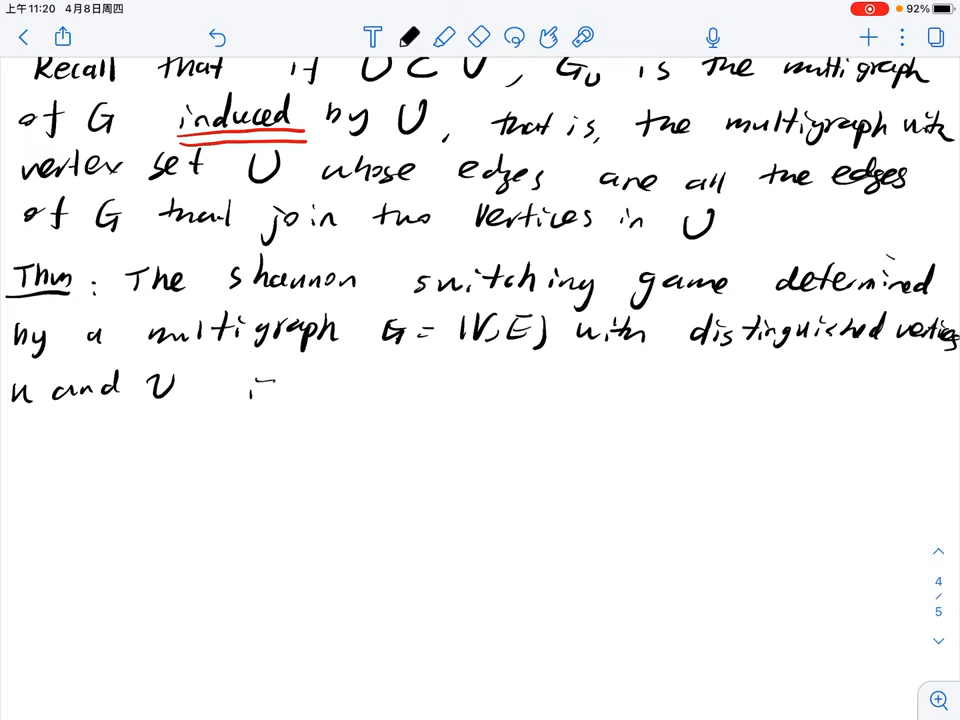 上午11:20 4月8日周四
92%
Recall that if U ⊂ V, G_U is the multigraph
of G induced by U, that is, the multigraph with
vertex set U whose edges are all the edges
of G that join two vertices in U
Thm: The Shannon switching game determined
by a multigraph G = (V, E) with distinguished vertices
u and v
T
4
/
5